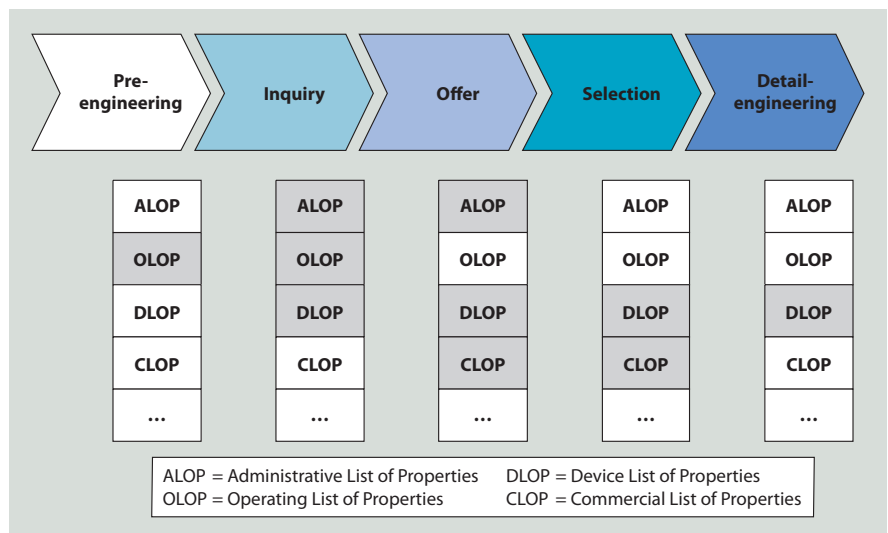 Pre-
engineering
Inquiry
Offer
Selection
Detail-
engineering
ALOP
OLOP
DLOP
CLOP
...
ALOP
OLOP
DLOP
CLOP
...
ALOP
OLOP
DLOP
CLOP
...
ALOP
OLOP
DLOP
CLOP
...
ALOP
OLOP
DLOP
CLOP
...
ALOP = Administrative List of Properties
OLOP = Operating List of Properties
DLOP = Device List of Properties
CLOP = Commercial List of Properties